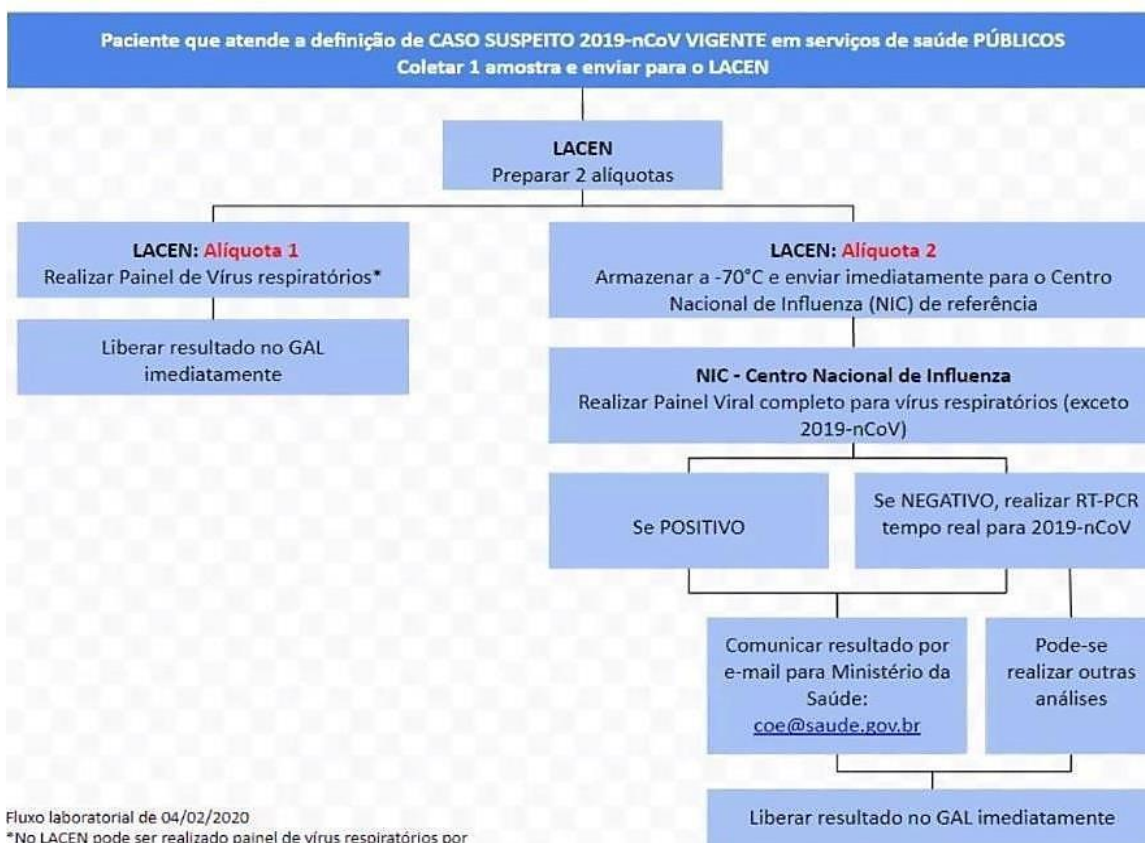 Paciente que atende a definição de CASO SUSPEITO 2019-nCoV VIGENTE em serviços de saúde PÚBLICOS
Coletar 1 amostra e enviar para o LACEN
LACEN
Preparar 2 alíquotas
LACEN: Alíquota 1
Realizar Painel de Vírus respiratórios*
Liberar resultado no GAL
imediatamente
LACEN: Alíquota 2
Armazenar a -70°C e enviar imediatamente para o Centro
Nacional de Influenza (NIC) de referência
NIC - Centro Nacional de Influenza
Realizar Painel Viral completo para vírus respiratórios (exceto
2019-nCoV)
Se POSITIVO
Se NEGATIVO, realizar RT-PCR
tempo real para 2019-nCoV
Comunicar resultado por
e-mail para Ministério da
Saúde:
coe@saude.gov.br
Pode-se
realizar outras
análises
Liberar resultado no GAL imediatamente
Fluxo laboratorial de 04/02/2020
*No LACEN pode ser realizado painel de vírus respiratórios por